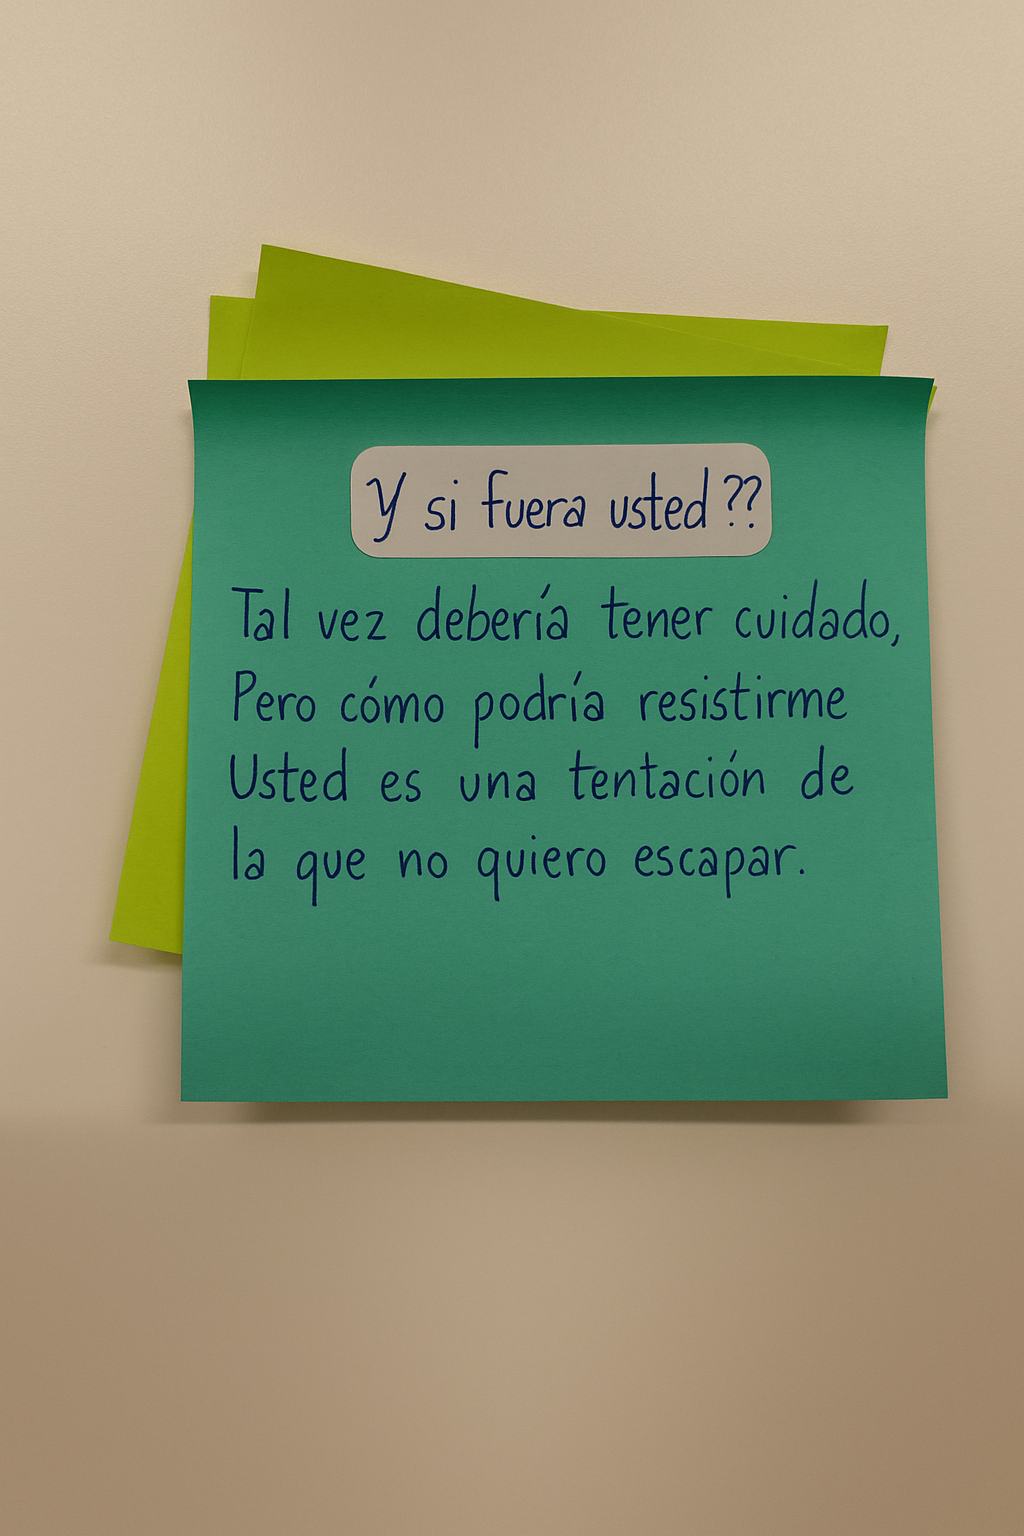 Y si fuera usted??
Tal vez debería tener cuidado,
Pero cómo podría resistirme
Usted es una tentación de
la que no quiero escapar.